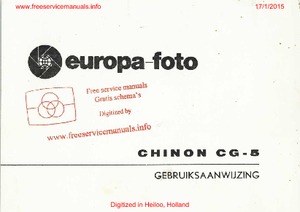 www.freeservicemanuals.info 17/1/2015
europa-foto
Free service manuals
Gratis schema's
Digitized by
www.freeservicemanuals.info
CHINON CG-5
GEBRUIKSAANWIJZING
Digitized in Heiloo, Holland